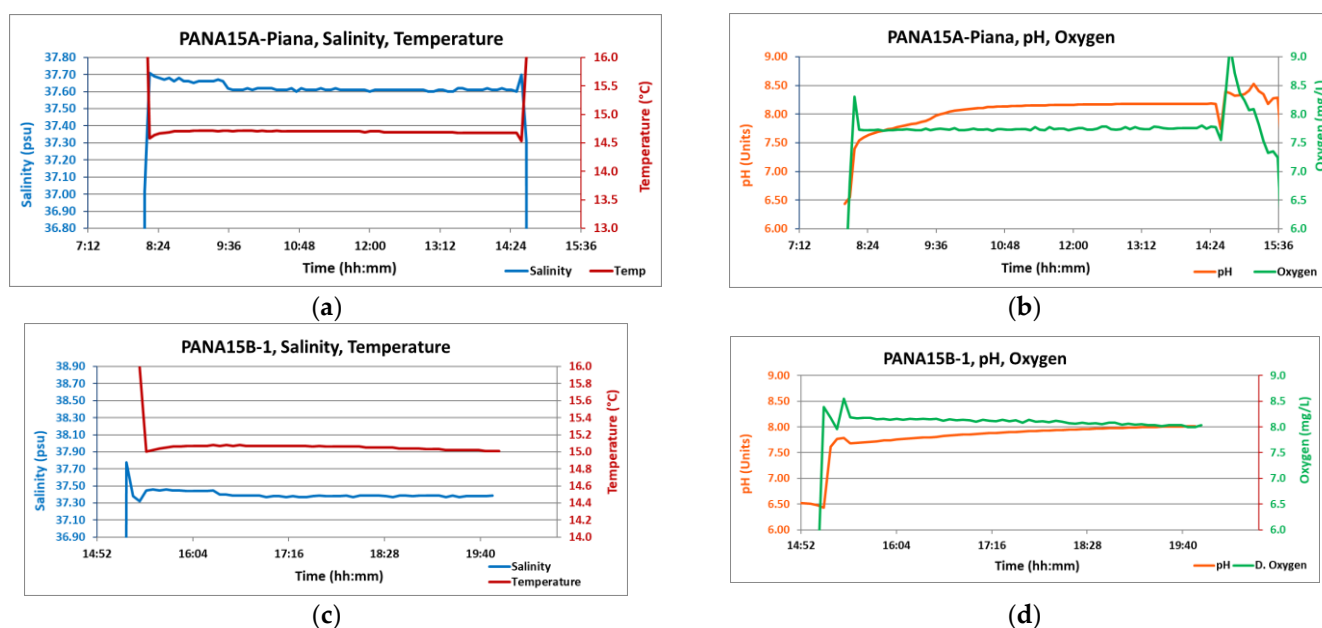 PANA15A-Piana, Salinity, Temperature
37.80
37.70
37.60
37.50
37.40
37.30
37.20
37.10
37.00
36.90
36.80
Salinity (psu)
16.0
15.5
15.0
14.5
14.0
13.5
13.0
Temperature (°C)
7:12 8:24 9:36 10:48 12:00 13:12 14:24 15:36
Time (hh:mm)
Salinity Temp
(a)
PANA15A-Piana, pH, Oxygen
9.00
8.50
8.00
7.50
7.00
6.50
6.00
pH (Units)
9.0
8.5
8.0
7.5
7.0
6.5
6.0
Oxygen (mg/L)
7:12 8:24 9:36 10:48 12:00 13:12 14:24 15:36
Time (hh:mm)
pH Oxygen
(b)
PANA15B-1, Salinity, Temperature
38.90
38.70
38.50
38.30
38.10
37.90
37.70
37.50
37.30
37.10
36.90
Salinity (psu)
16.0
15.8
15.6
15.4
15.2
15.0
14.8
14.6
14.4
14.2
14.0
Temperature (°C)
14:52 16:04 17:16 18:28 19:40
Time (hh:mm)
Salinity
Temperature
(c)
PANA15B-1, pH, Oxygen
9.00
8.50
8.00
7.50
7.00
6.50
6.00
pH (Units)
9.0
8.5
8.0
7.5
7.0
6.5
6.0
Oxygen (mg/L)
14:52 16:04 17:16 18:28 19:40
Time (hh:mm)
pH D. Oxygen
(d)